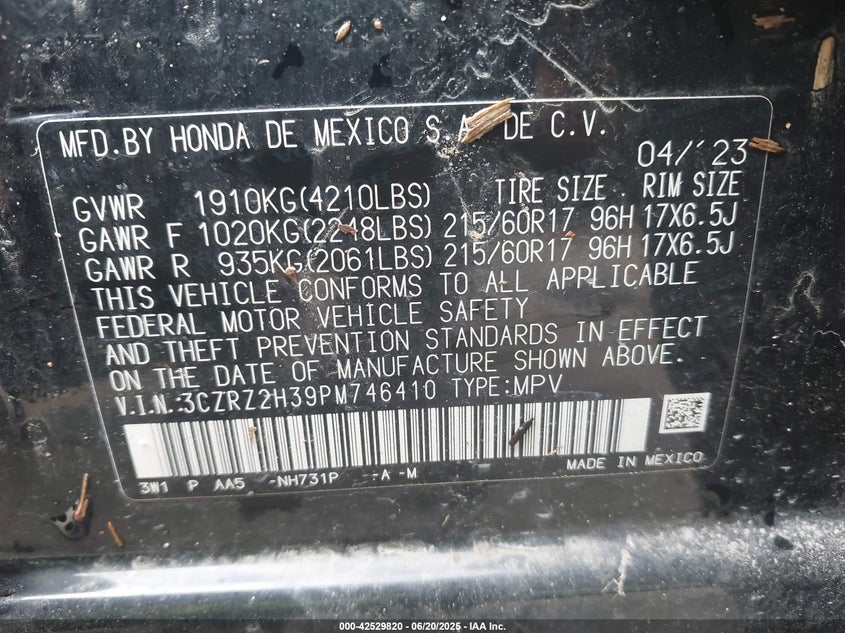 MFD.BY HONDA DE MEXICO S.A. DE C.V.
04/'23
TIRE SIZE RIM SIZE
GVWR 1910KG(4210LBS)
GAWR F 1020KG(2248LBS) 215/60R17 96H 17X6.5J
GAWR R 935KG(2061LBS) 215/60R17 96H 17X6.5J
THIS VEHICLE CONFORMS TO ALL APPLICABLE
FEDERAL MOTOR VEHICLE SAFETY
AND THEFT PREVENTION STANDARDS IN EFFECT
ON THE DATE OF MANUFACTURE SHOWN ABOVE.
V.I.N.:3CZRZ2H39PM746410 TYPE:MPV
3W1 P AA5 -NH731P --A -M
MADE IN MEXICO
000-42529820 - 06/20/2025 - IAA Inc.